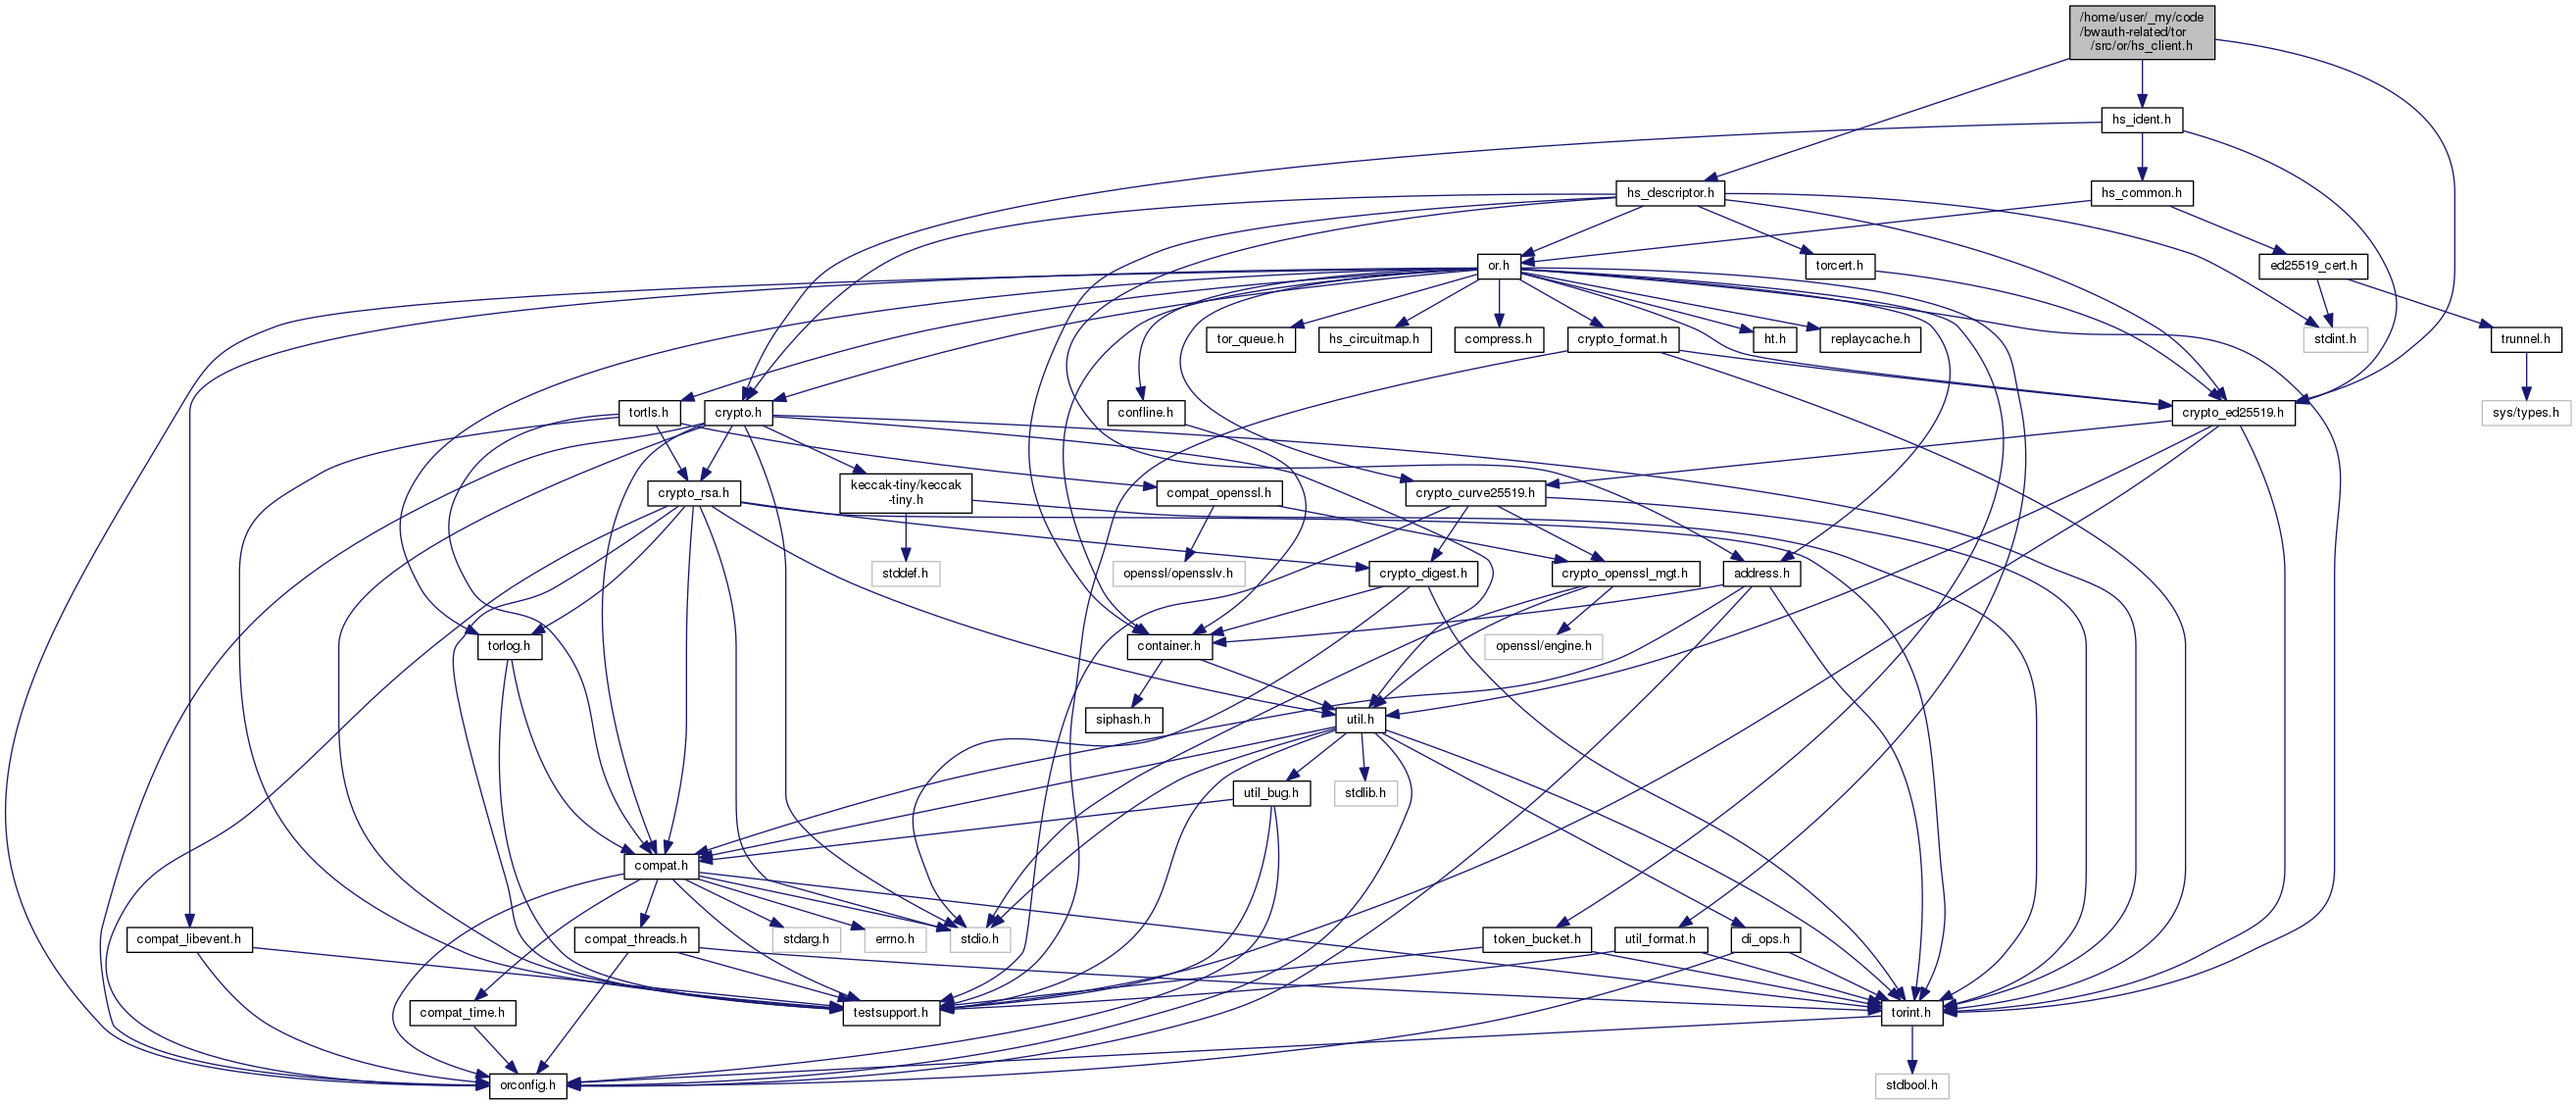 /home/user/_my/code
/bwauth-related/tor
/src/or/hs_client.h
hs_ident.h
hs_descriptor.h
hs_common.h
or.h
torcert.h
ed25519_cert.h
tor_queue.h
hs_circuitmap.h
compress.h
crypto_format.h
ht.h
replaycache.h
stdint.h
trunnel.h
tortls.h
crypto.h
confline.h
crypto_ed25519.h
sys/types.h
crypto_rsa.h
keccak-tiny/keccak
-tiny.h
compat_openssl.h
crypto_curve25519.h
stddef.h
openssl/opensslv.h
crypto_digest.h
crypto_openssl_mgt.h
address.h
torlog.h
container.h
openssl/engine.h
siphash.h
util.h
util_bug.h
stdlib.h
compat.h
compat_libevent.h
compat_threads.h
stdarg.h
errno.h
stdio.h
token_bucket.h
util_format.h
di_ops.h
compat_time.h
testsupport.h
torint.h
orconfig.h
stdbool.h